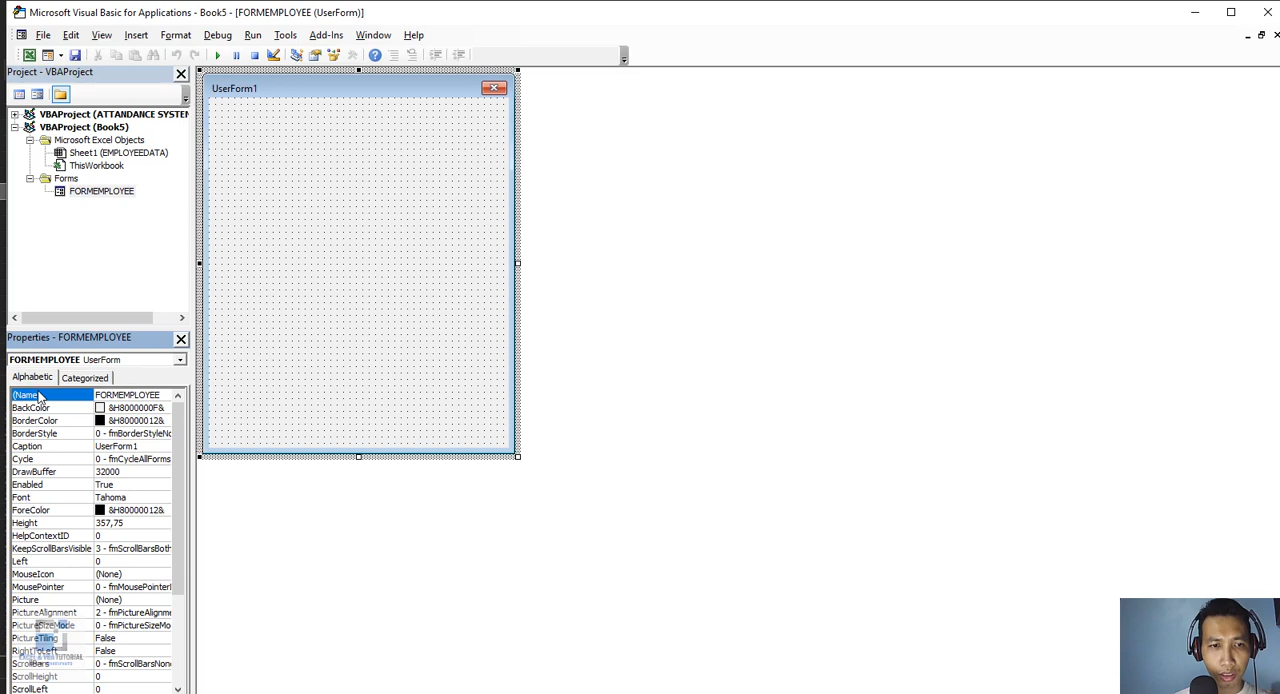 Microsoft Visual Basic for Applications - Book5 - [FORMEMPLOYEE (UserForm)]
File Edit View Insert Format Debug Run Tools Add-Ins Window Help
Project - VBAProject
VBAProject (ATTANDANCE SYSTEM
VBAProject (Book5)
Microsoft Excel Objects
Sheet1 (EMPLOYEEDATA)
ThisWorkbook
Forms
FORMEMPLOYEE
UserForm1
Properties - FORMEMPLOYEE
FORMEMPLOYEE UserForm
Alphabetic Categorized
(Name FORMEMPLOYEE
BackColor &H8000000F&
BorderColor &H80000012&
BorderStyle 0 - fmBorderStyleNo
Caption UserForm1
Cycle 0 - fmCycleAllForms
DrawBuffer 32000
Enabled True
Font Tahoma
ForeColor &H80000012&
Height 357,75
HelpContextID 0
KeepScrollBarsVisible 3 - fmScrollBarsBoth
Left 0
MouseIcon (None)
MousePointer 0 - fmMousePointerD
Picture (None)
PictureAlignment 2 - fmPictureAlignme
PictureSizeMode 0 - fmPictureSizeMo
PictureTiling False
RightToLeft False
EXCEL & VBA TUTORIAL
ScrollBars 0 - fmScrollBarsNone
ScrollHeight 0
ScrollLeft 0